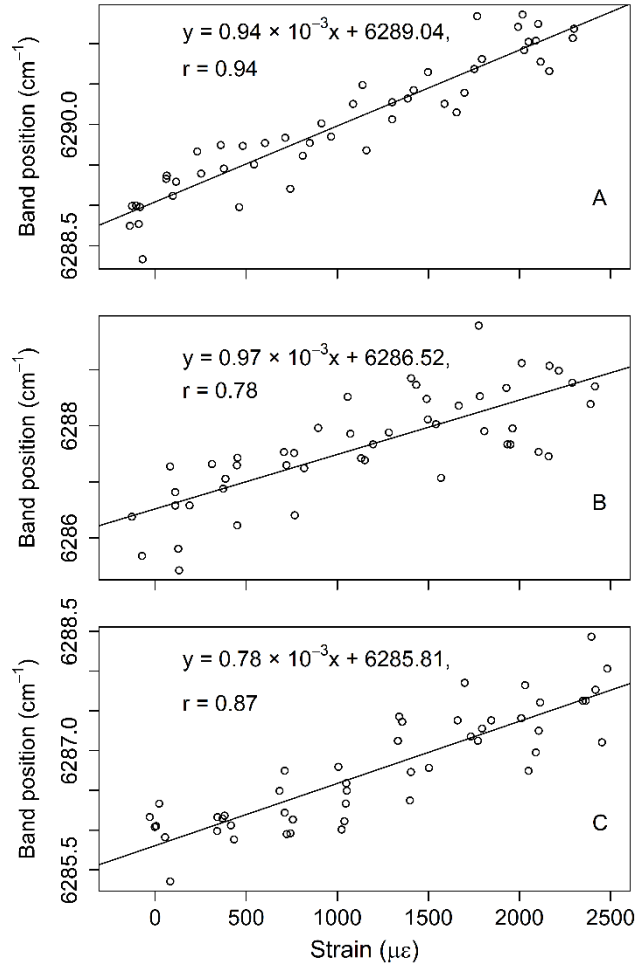 y = 0.94 × 10⁻³x + 6289.04,
r = 0.94
A
Band position (cm⁻¹)
6290.0
6288.5
y = 0.97 × 10⁻³x + 6286.52,
r = 0.78
B
Band position (cm⁻¹)
6288
6286
y = 0.78 × 10⁻³x + 6285.81,
r = 0.87
C
Band position (cm⁻¹)
6288.5
6287.0
6285.5
0 500 1000 1500 2000 2500
Strain (με)